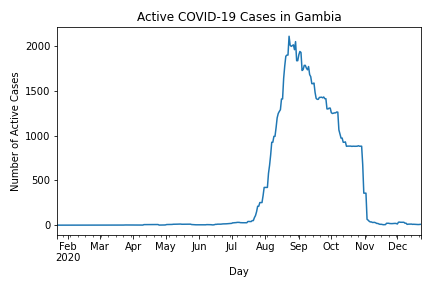 Active COVID-19 Cases in Gambia
Number of Active Cases
2000
1500
1000
500
0
Feb Mar Apr May Jun Jul Aug Sep Oct Nov Dec
2020
Day